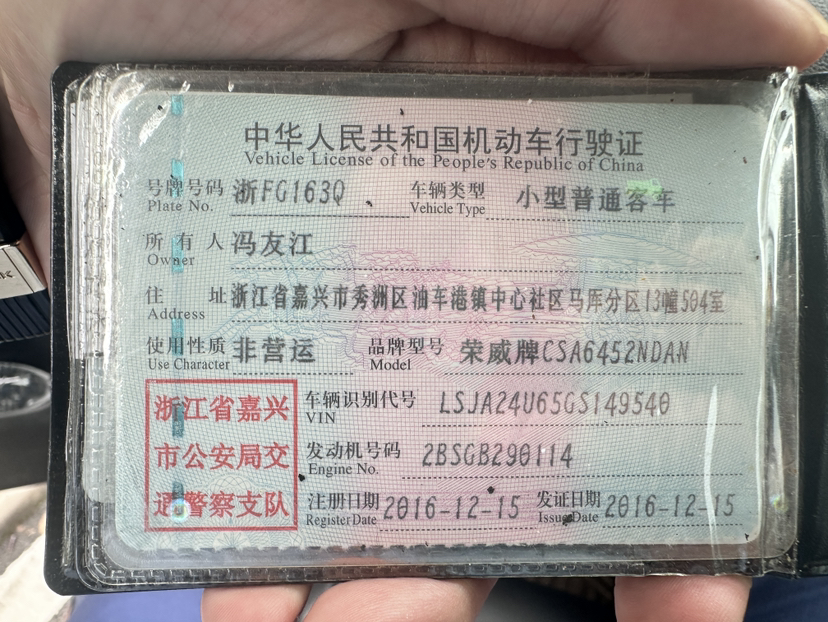 中华人民共和国机动车行驶证
Vehicle License of the People's Republic of China
号牌号码 浙FG163Q 车辆类型 小型普通客车
Plate No. Vehicle Type
所有人 冯友江
Owner
住址 浙江省嘉兴市秀洲区油车港镇中心社区马厍分区13幢504室
Address
使用性质 非营运 品牌型号 荣威牌CSA6452NDAN
Use Character Model
浙江省嘉兴 车辆识别代号 LSJA24U65GS149540
VIN
市公安局交 发动机号码 2BSGB290114
Engine No.
通警察支队 注册日期 2016-12-15 发证日期 2016-12-15
Register Date Issue Date